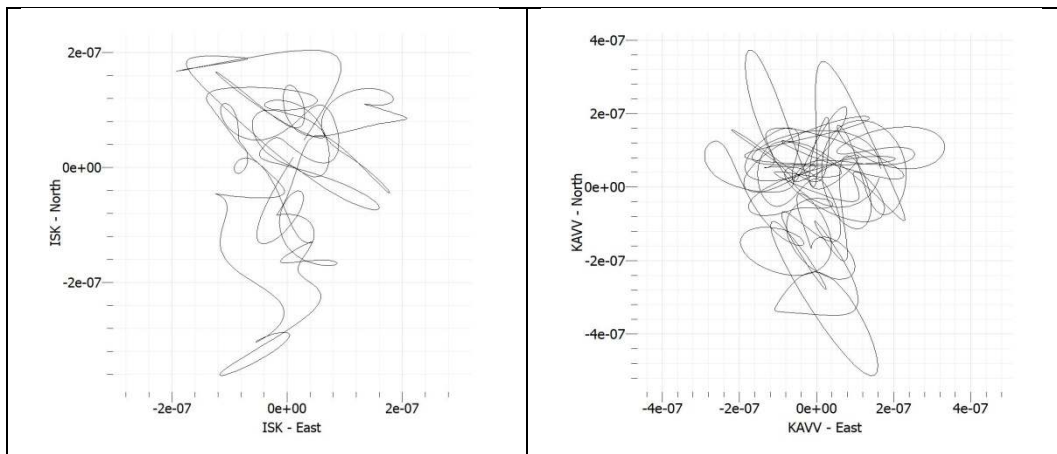 2e-07
0e+00
-2e-07
ISK - North
-2e-07 0e+00 2e-07
ISK - East
4e-07
2e-07
0e+00
-2e-07
-4e-07
KAVV - North
-4e-07 -2e-07 0e+00 2e-07 4e-07
KAVV - East